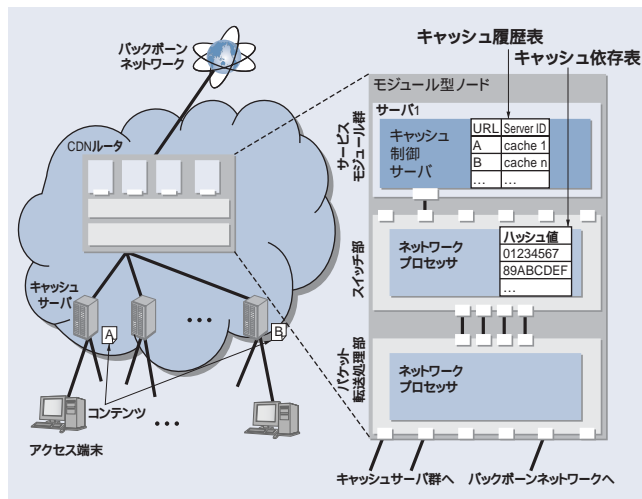 バックボーン
ネットワーク
CDNルータ
キャッシュ
サーバ
A
B
コンテンツ
アクセス端末
キャッシュ履歴表
キャッシュ依存表
モジュール型ノード
サービス
モジュール群
サーバ1
キャッシュ
制御
サーバ
URL Server ID
A cache 1
B cache n
… …
スイッチ部
ネットワーク
プロセッサ
ハッシュ値
01234567
89ABCDEF
…
パケット
転送処理部
ネットワーク
プロセッサ
キャッシュサーバ群へ
バックボーンネットワークへ